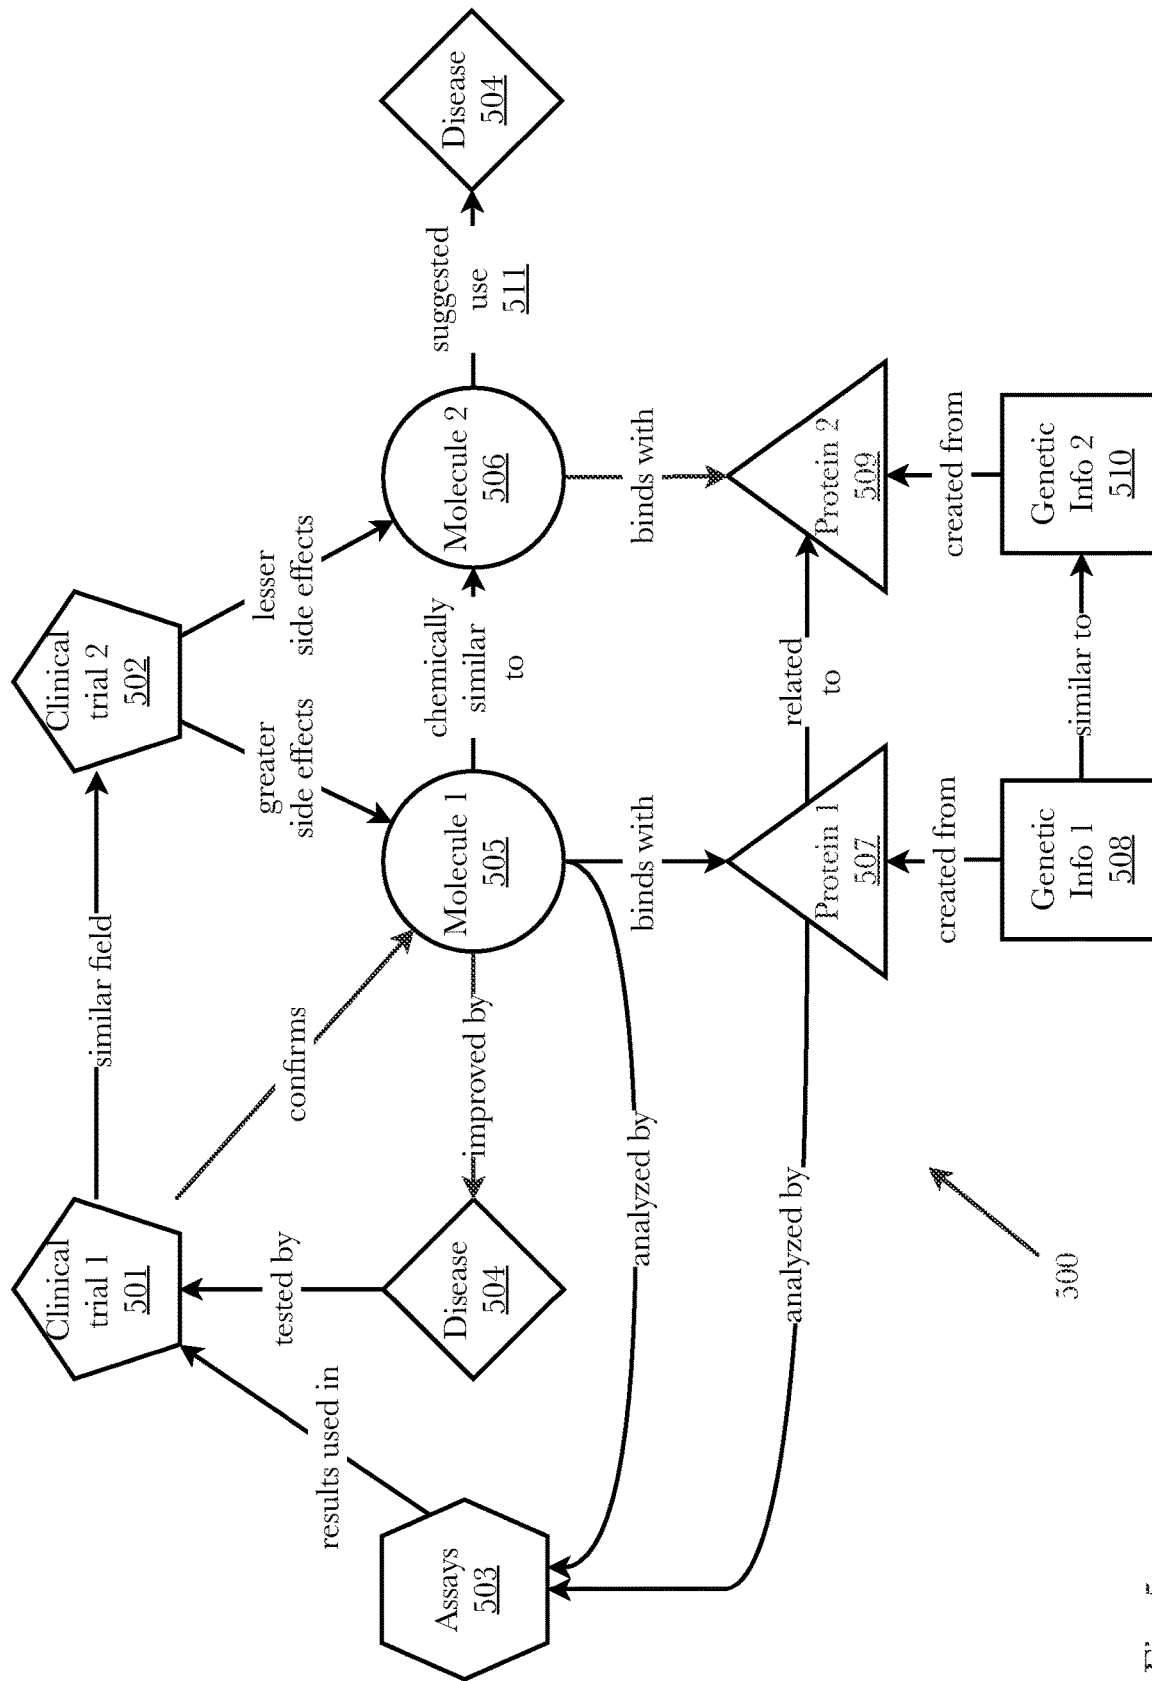 Clinical
trial 1
501
similar field
Clinical
trial 2
502
results used in
tested by
confirms
greater
side effects
lesser
side effects
Assays
503
Disease
504
improved by
Molecule 1
505
chemically
similar
to
Molecule 2
506
suggested
use
511
Disease
504
analyzed by
binds with
binds with
analyzed by
Protein 1
507
related
to
Protein 2
509
created from
created from
500
Genetic
Info 1
508
similar to
Genetic
Info 2
510